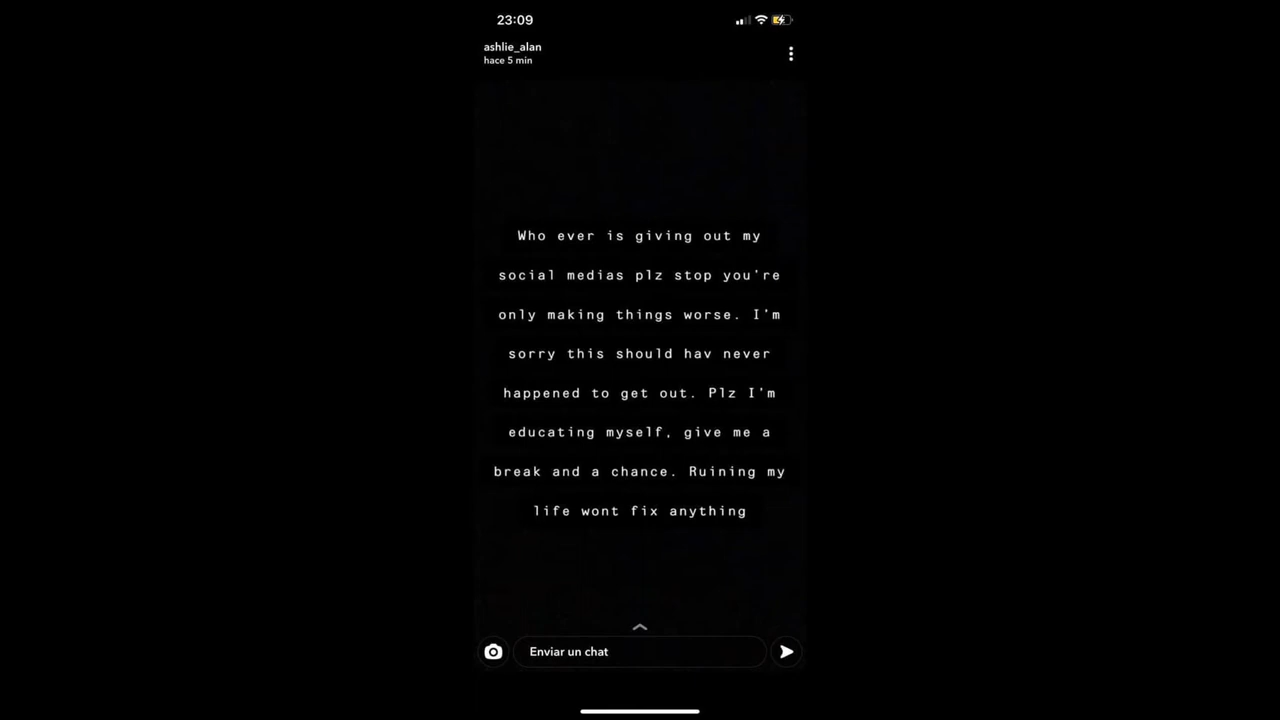 23:09
ashlie_alan
hace 5 min
Who ever is giving out my
social medias plz stop you're
only making things worse. I'm
sorry this should hav never
happened to get out. Plz I'm
educating myself, give me a
break and a chance. Ruining my
life wont fix anything
Enviar un chat